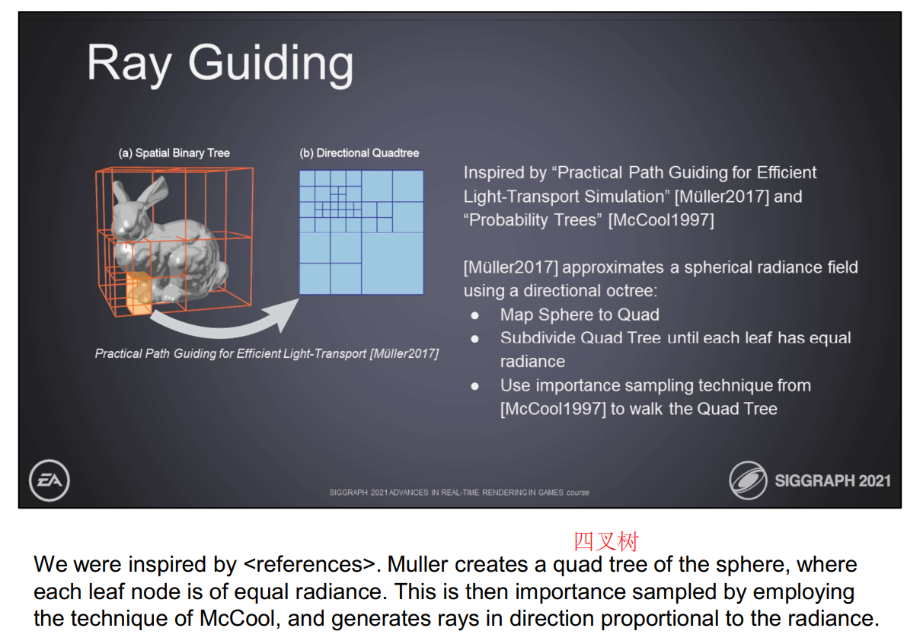 Ray Guiding
(a) Spatial Binary Tree
(b) Directional Quadtree
Practical Path Guiding for Efficient Light-Transport [Müller2017]
Inspired by “Practical Path Guiding for Efficient
Light-Transport Simulation” [Müller2017] and
“Probability Trees” [McCool1997]
[Müller2017] approximates a spherical radiance field
using a directional octree:
● Map Sphere to Quad
● Subdivide Quad Tree until each leaf has equal
radiance
● Use importance sampling technique from
[McCool1997] to walk the Quad Tree
EA
SIGGRAPH 2021 ADVANCES IN REAL-TIME RENDERING IN GAMES course
SIGGRAPH 2021
四叉树
We were inspired by <references>. Muller creates a quad tree of the sphere, where
each leaf node is of equal radiance. This is then importance sampled by employing
the technique of McCool, and generates rays in direction proportional to the radiance.